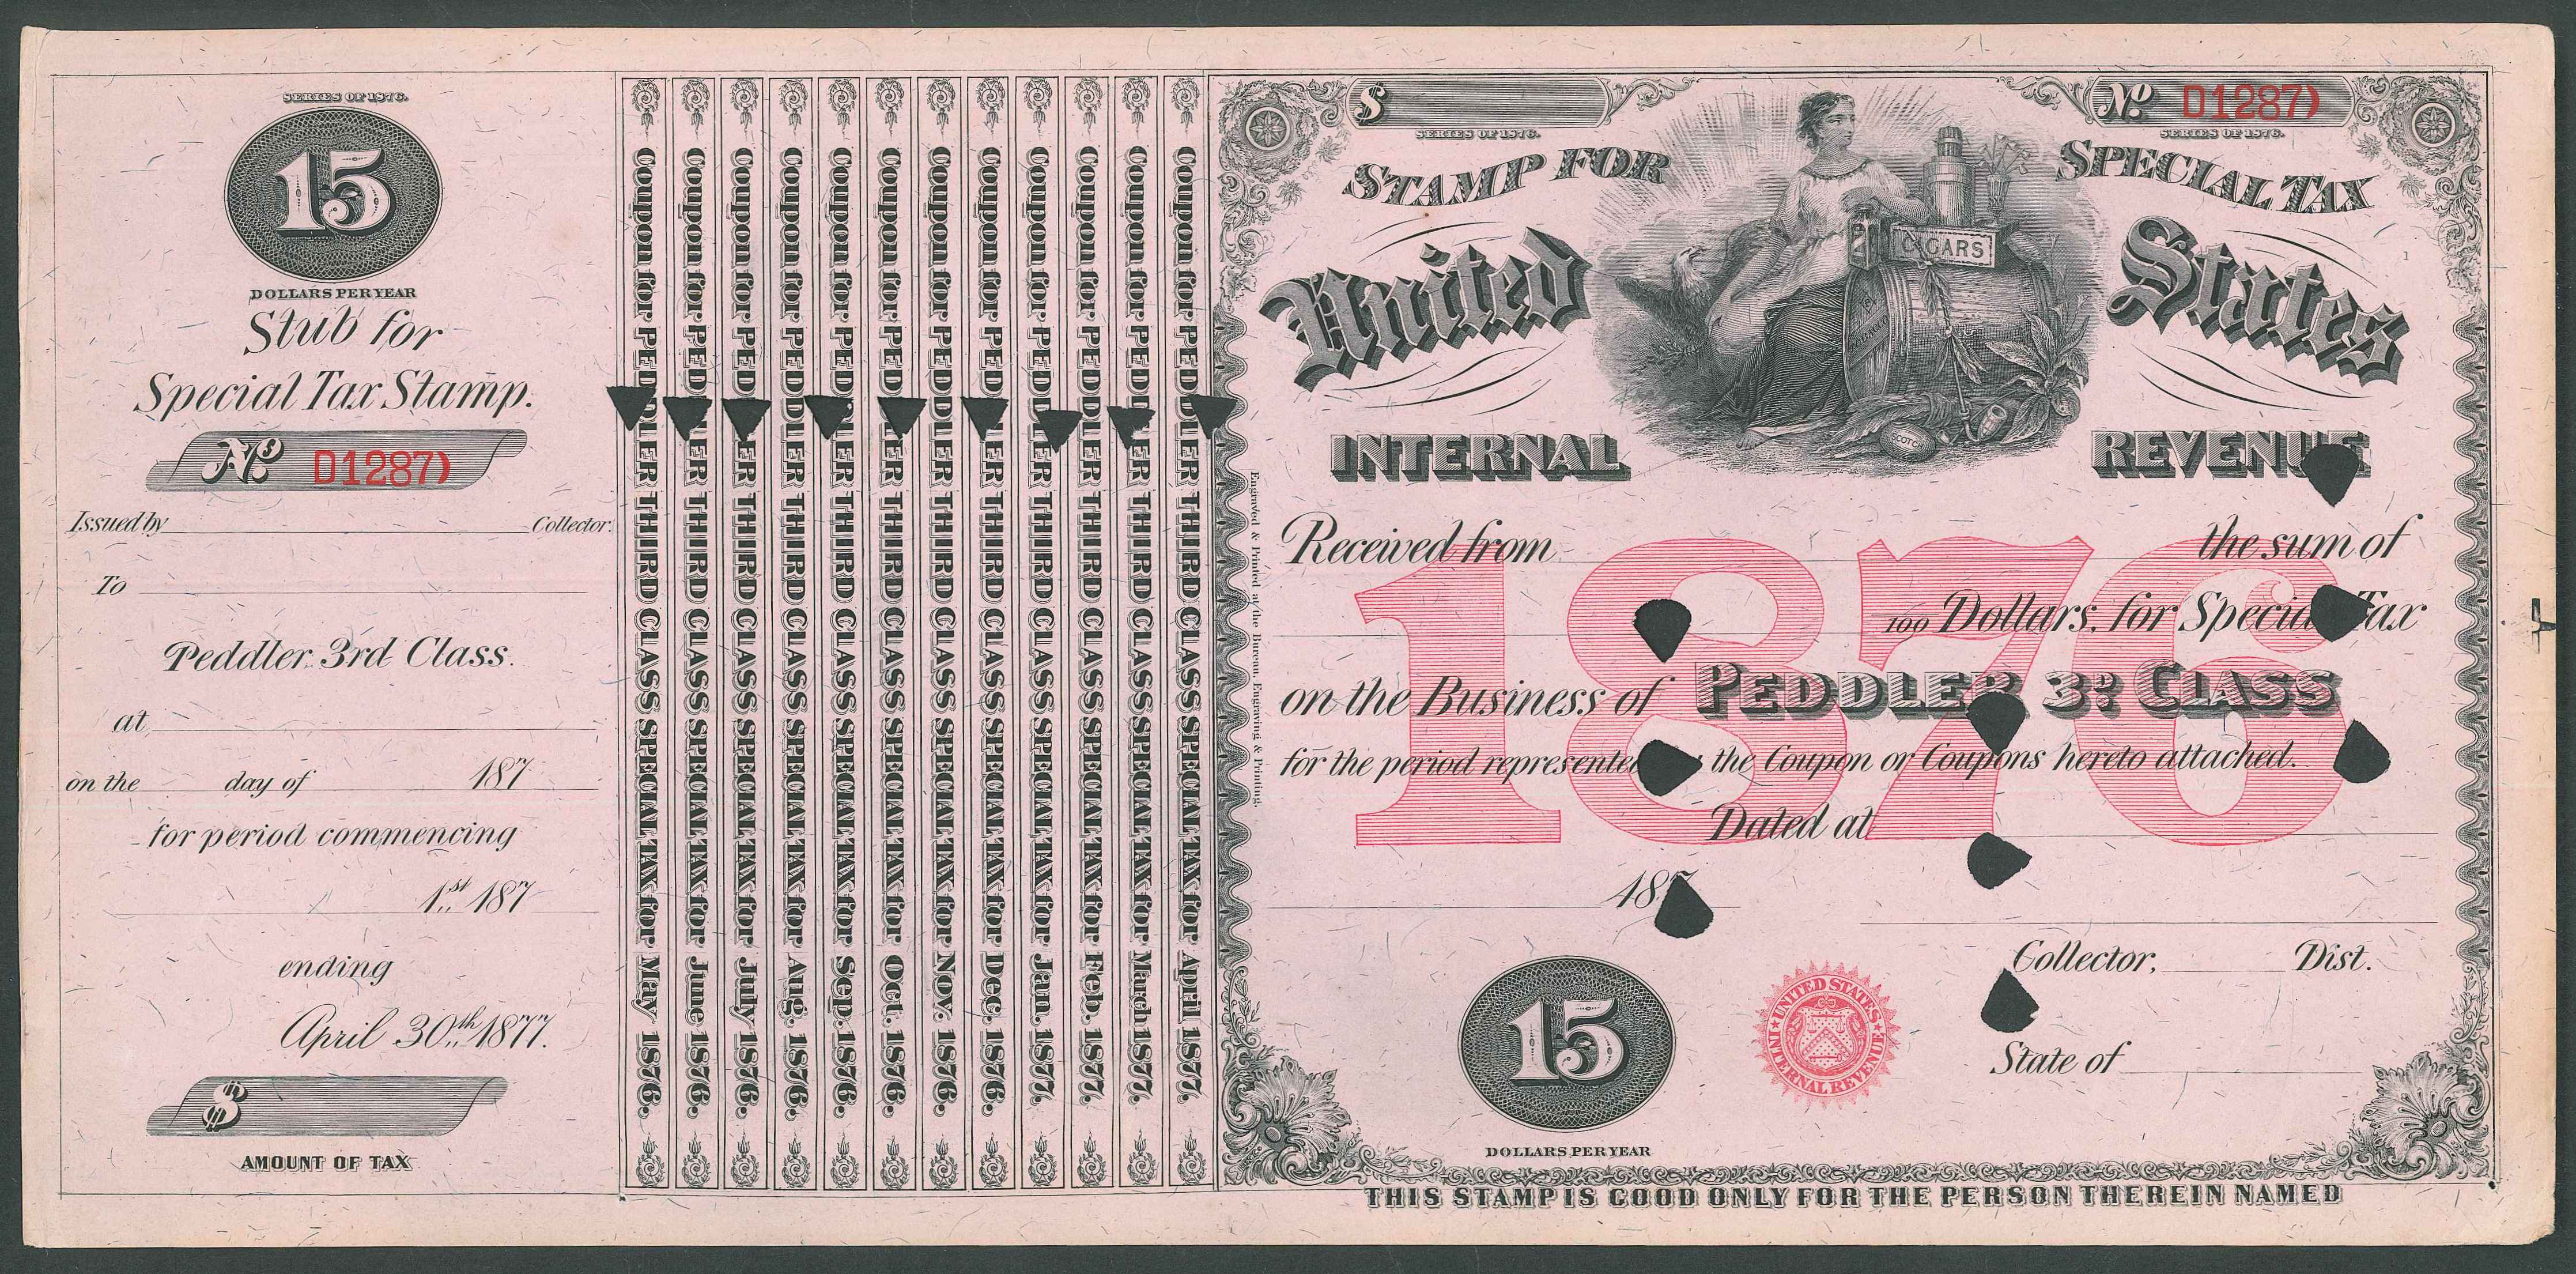 SERIES OF 1876.
15
DOLLARS PER YEAR
Stub for
Special Tax Stamp.
No D1287)
Issued by Collector.
To
Peddler 3rd Class.
at
on the day of 187
for period commencing
1st 187
ending
April 30th 1877.
$
AMOUNT OF TAX
Coupon for PEDDLER THIRD CLASS SPECIAL TAX for May 1876.
Coupon for PEDDLER THIRD CLASS SPECIAL TAX for June 1876.
Coupon for PEDDLER THIRD CLASS SPECIAL TAX for July 1876.
Coupon for PEDDLER THIRD CLASS SPECIAL TAX for Aug. 1876.
Coupon for PEDDLER THIRD CLASS SPECIAL TAX for Sep. 1876.
Coupon for PEDDLER THIRD CLASS SPECIAL TAX for Oct. 1876.
Coupon for PEDDLER THIRD CLASS SPECIAL TAX for Nov. 1876.
Coupon for PEDDLER THIRD CLASS SPECIAL TAX for Dec. 1876.
Coupon for PEDDLER THIRD CLASS SPECIAL TAX for Jan. 1877.
Coupon for PEDDLER THIRD CLASS SPECIAL TAX for Feb. 1877.
Coupon for PEDDLER THIRD CLASS SPECIAL TAX for March 1877.
Coupon for PEDDLER THIRD CLASS SPECIAL TAX for April 1877.
Engraved & Printed at the Bureau, Engraving & Printing.
$
SERIES OF 1876.
No D1287)
SERIES OF 1876.
STAMP FOR SPECIAL TAX
United States
CIGARS
TOBACCO
SCOTCH
INTERNAL REVENUE
1876
Received from the sum of
100 Dollars, for Special Tax
on the Business of PEDDLER 3D CLASS
for the period represented the Coupon or Coupons hereto attached.
Dated at
187
15
DOLLARS PER YEAR
UNITED STATES INTERNAL REVENUE
Collector, Dist.
State of
THIS STAMP IS GOOD ONLY FOR THE PERSON THEREIN NAMED